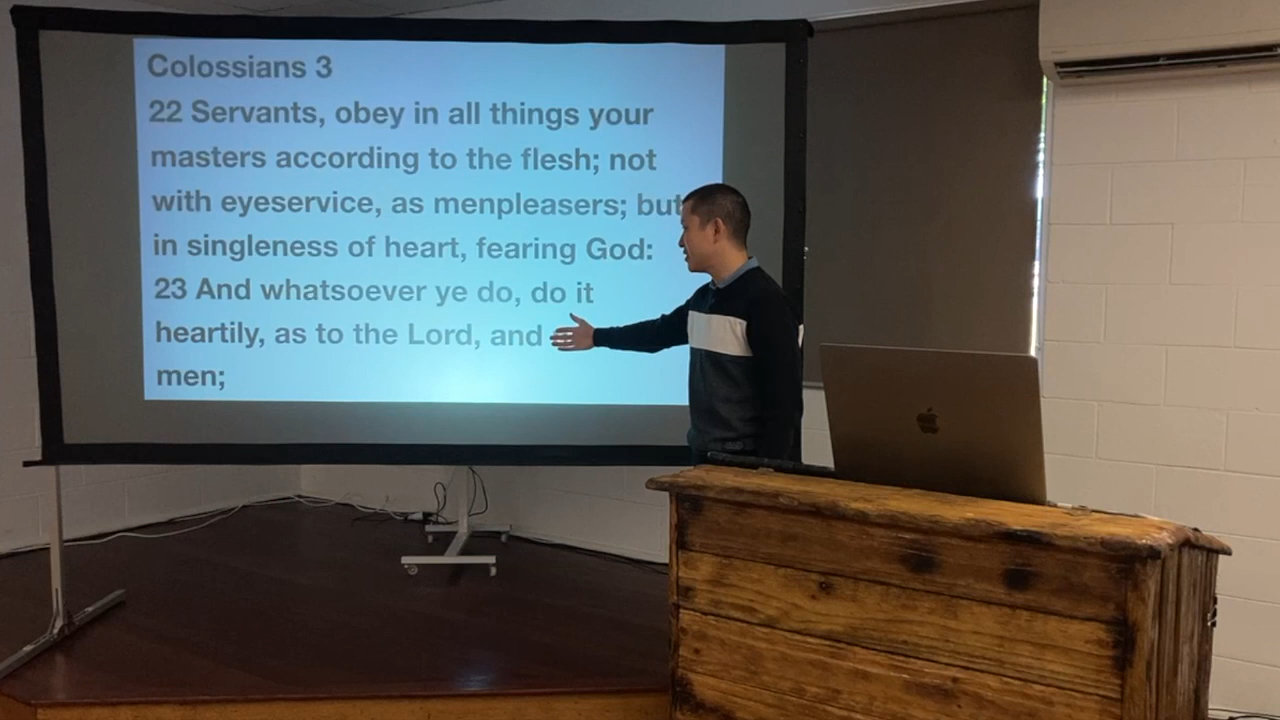 Colossians 3
22 Servants, obey in all things your
masters according to the flesh; not
with eyeservice, as menpleasers; but
in singleness of heart, fearing God:
23 And whatsoever ye do, do it
heartily, as to the Lord, and
men;